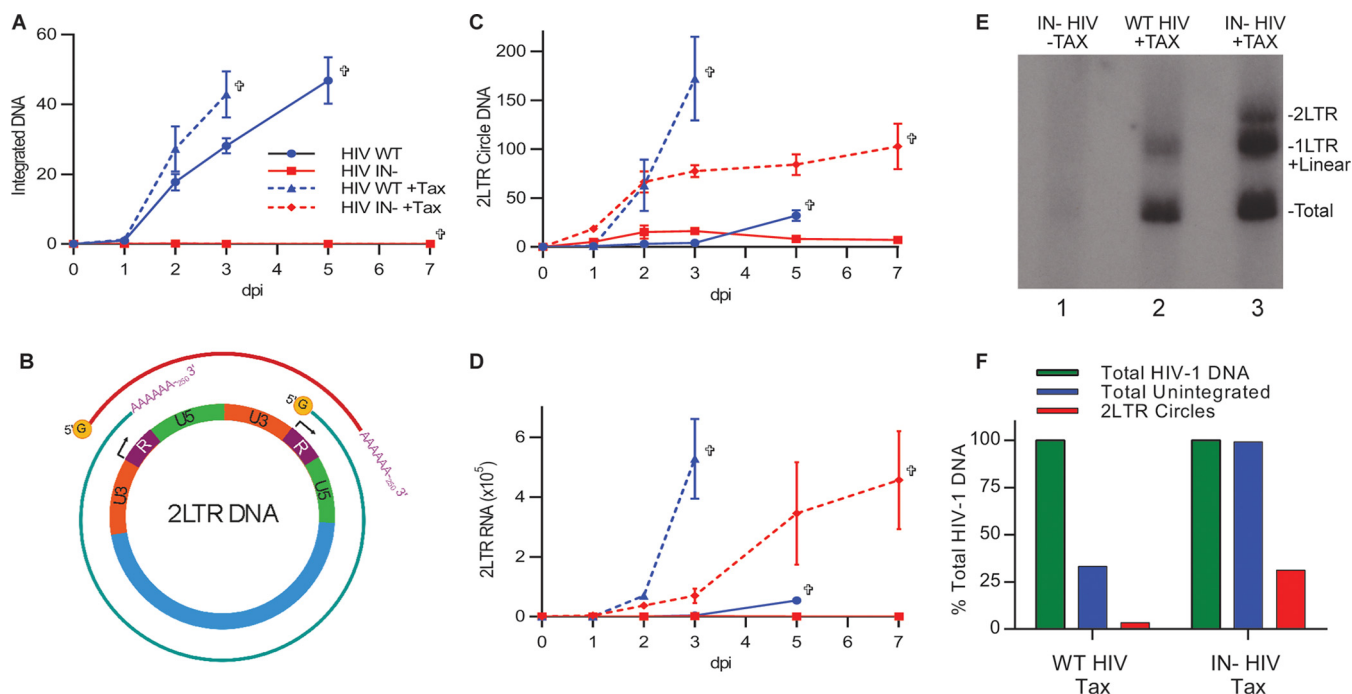 A
Integrated DNA
60
40
20
0
0 1 2 3 4 5 6 7
dpi
HIV WT
HIV IN-
HIV WT +Tax
HIV IN- +Tax
B
5' G
AAAAAA~250 3'
5' G
AAAAAA~250 3'
U3
R
U5
U3
R
U5
2LTR DNA
C
2LTR Circle DNA
200
150
100
50
0
0 1 2 3 4 5 6 7
dpi
D
2LTR RNA (x10⁵)
6
4
2
0
0 1 2 3 4 5 6 7
dpi
E
IN- HIV WT HIV IN- HIV
-TAX +TAX +TAX
-2LTR
-1LTR
+Linear
-Total
1 2 3
F
Total HIV-1 DNA
Total Unintegrated
2LTR Circles
% Total HIV-1 DNA
100
75
50
25
0
WT HIV IN- HIV
Tax Tax